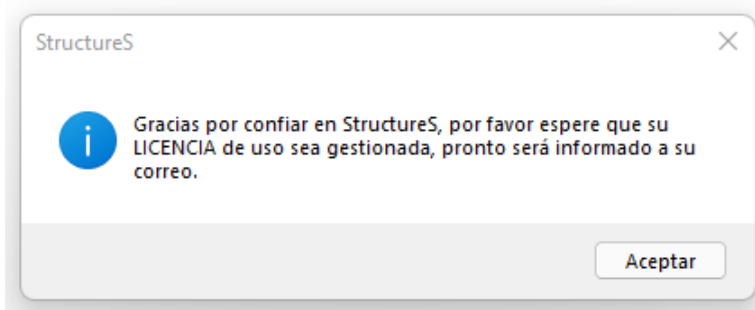 StructureS
Gracias por confiar en StructureS, por favor espere que su
LICENCIA de uso sea gestionada, pronto será informado a su
correo.
Aceptar